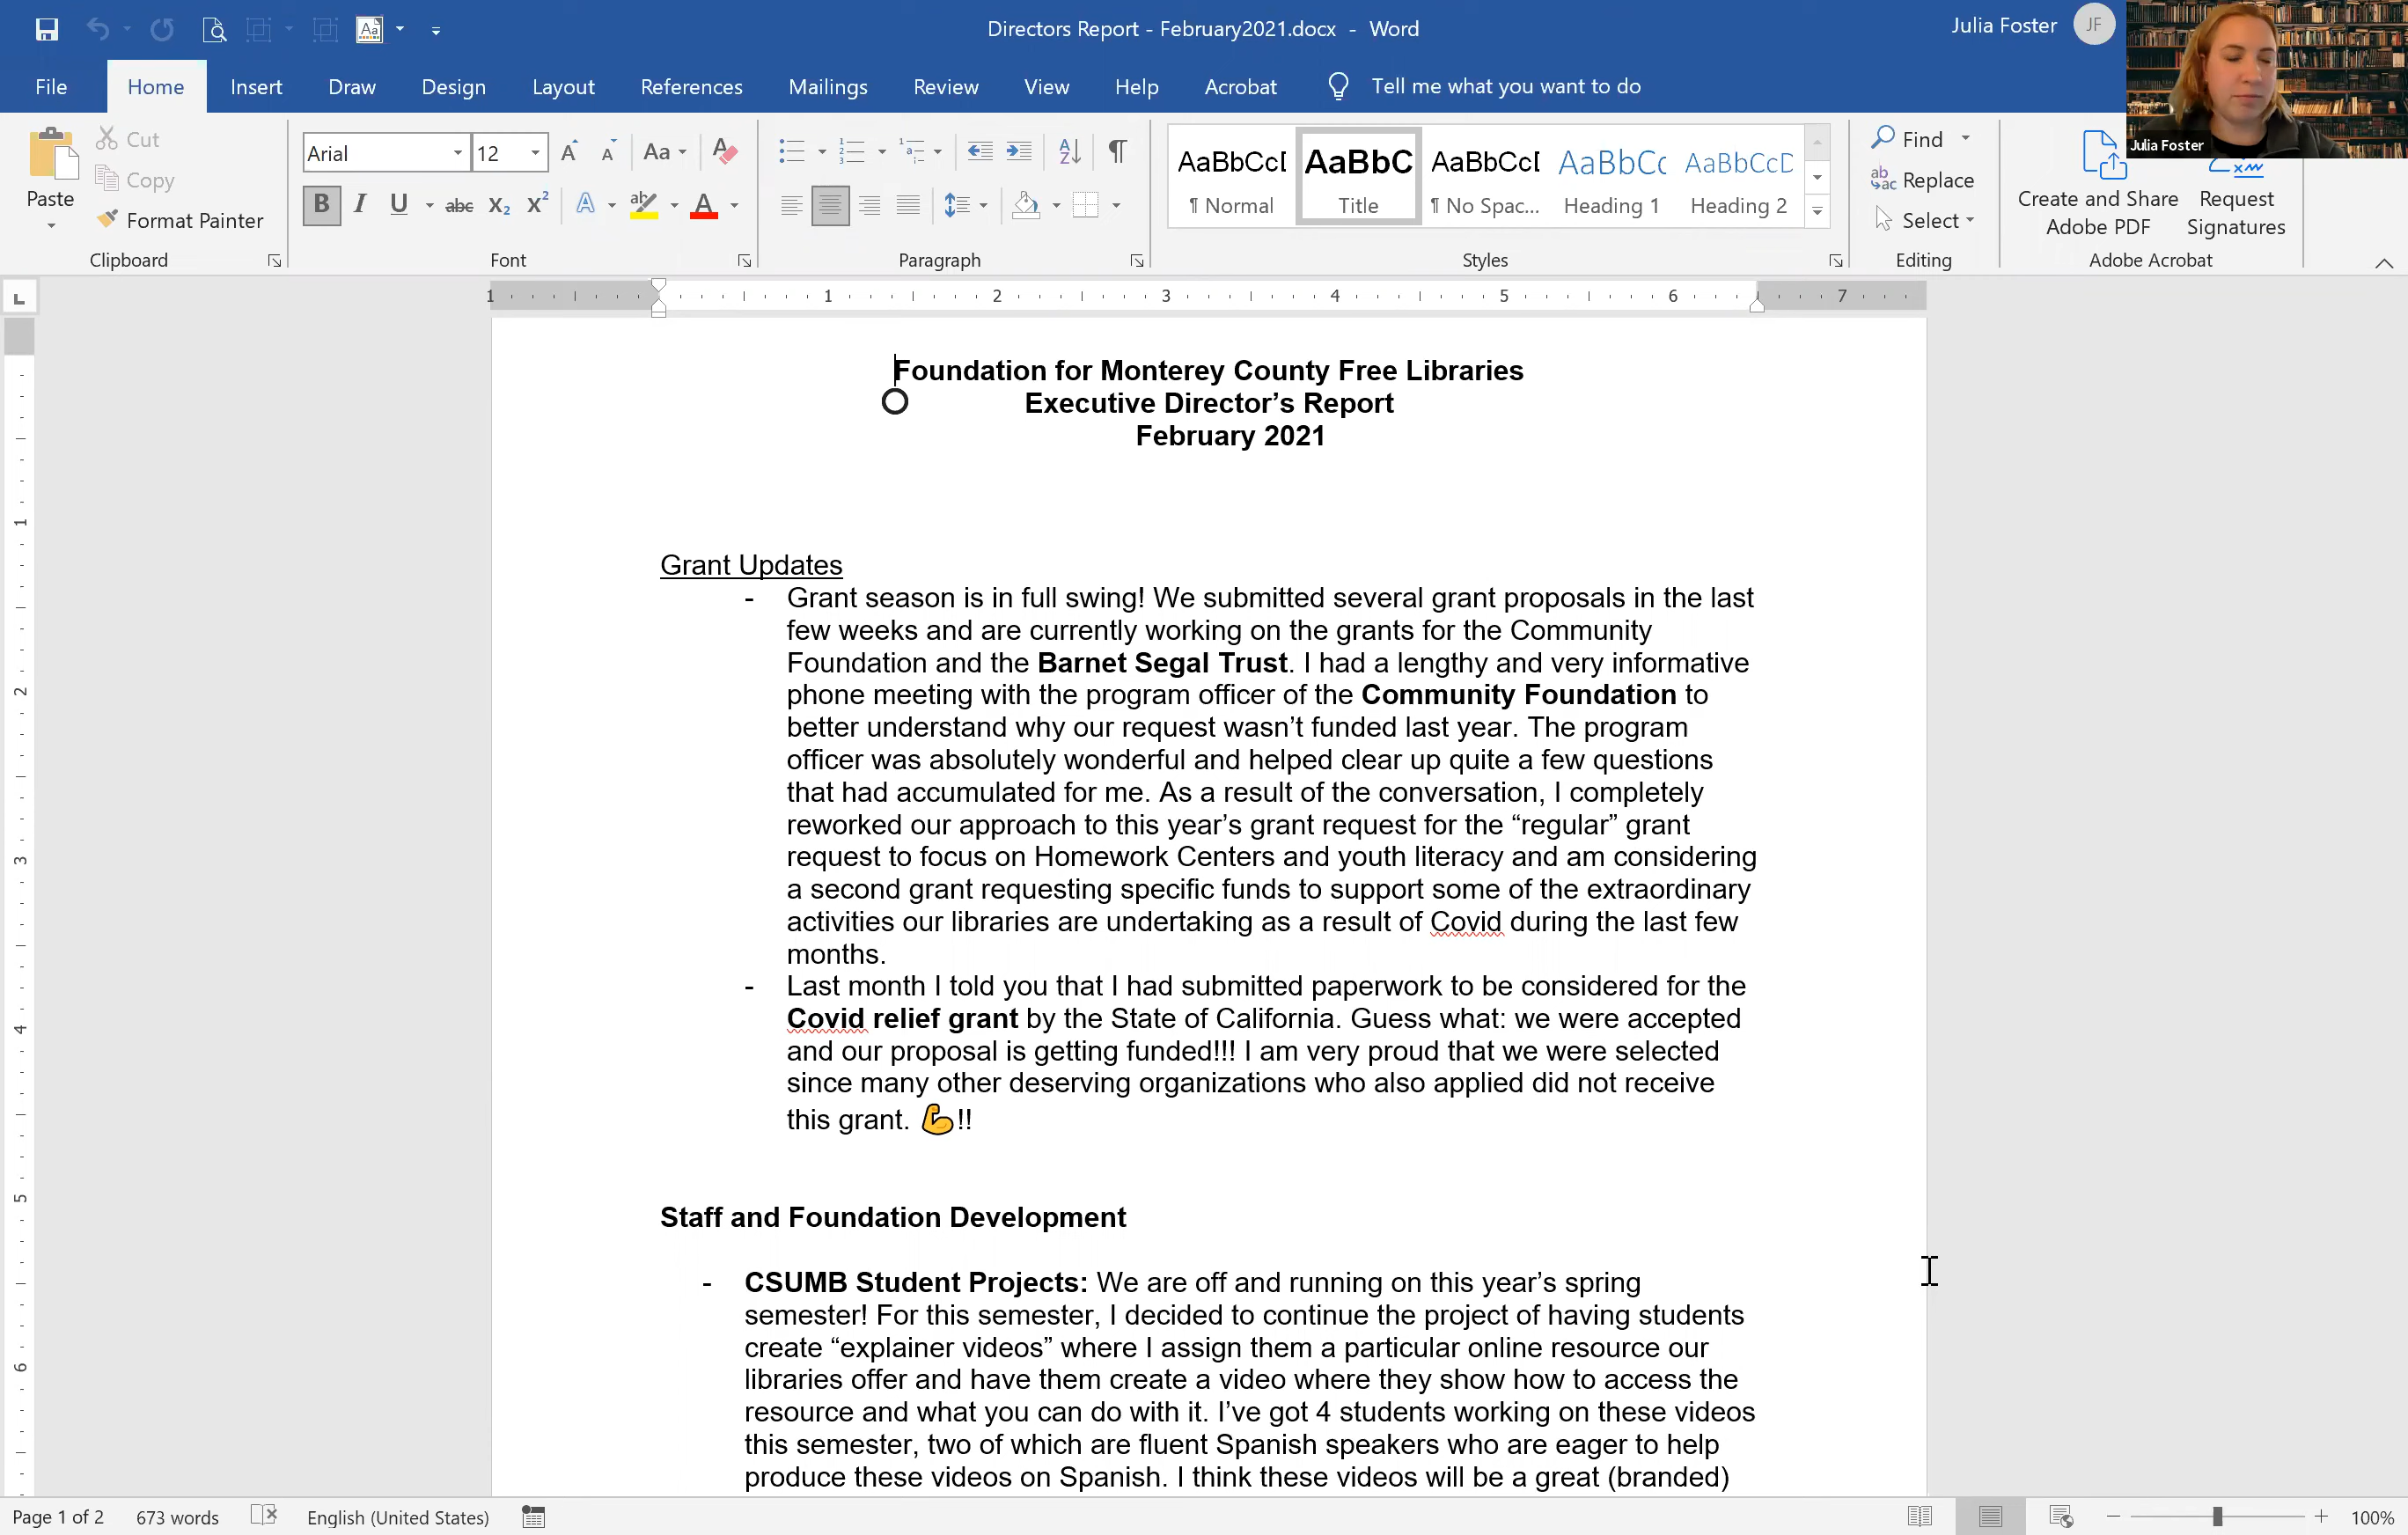 Directors Report - February2021.docx - Word
Julia Foster JF
File Home Insert Draw Design Layout References Mailings Review View Help Acrobat Tell me what you want to do
Julia Foster
Paste
Cut
Copy
Format Painter
Clipboard
Arial 12
Aa
B I U abc X₂ X² A ab A
Font
Paragraph
AaBbCcI AaBbC AaBbCcI AaBbCc AaBbCcD
¶ Normal Title ¶ No Spac... Heading 1 Heading 2
Styles
Find
Replace
Select
Editing
Create and Share Adobe PDF
Request Signatures
Adobe Acrobat
1 1 2 3 4 5 6 7
Foundation for Monterey County Free Libraries
Executive Director’s Report
February 2021
Grant Updates
- Grant season is in full swing! We submitted several grant proposals in the last
few weeks and are currently working on the grants for the Community
Foundation and the Barnet Segal Trust. I had a lengthy and very informative
phone meeting with the program officer of the Community Foundation to
better understand why our request wasn’t funded last year. The program
officer was absolutely wonderful and helped clear up quite a few questions
that had accumulated for me. As a result of the conversation, I completely
reworked our approach to this year’s grant request for the “regular” grant
request to focus on Homework Centers and youth literacy and am considering
a second grant requesting specific funds to support some of the extraordinary
activities our libraries are undertaking as a result of Covid during the last few
months.
- Last month I told you that I had submitted paperwork to be considered for the
Covid relief grant by the State of California. Guess what: we were accepted
and our proposal is getting funded!!! I am very proud that we were selected
since many other deserving organizations who also applied did not receive
this grant. 💪!!
Staff and Foundation Development
- CSUMB Student Projects: We are off and running on this year’s spring
semester! For this semester, I decided to continue the project of having students
create “explainer videos” where I assign them a particular online resource our
libraries offer and have them create a video where they show how to access the
resource and what you can do with it. I’ve got 4 students working on these videos
this semester, two of which are fluent Spanish speakers who are eager to help
produce these videos on Spanish. I think these videos will be a great (branded)
1
2
3
4
5
6
Page 1 of 2 673 words English (United States) 100%